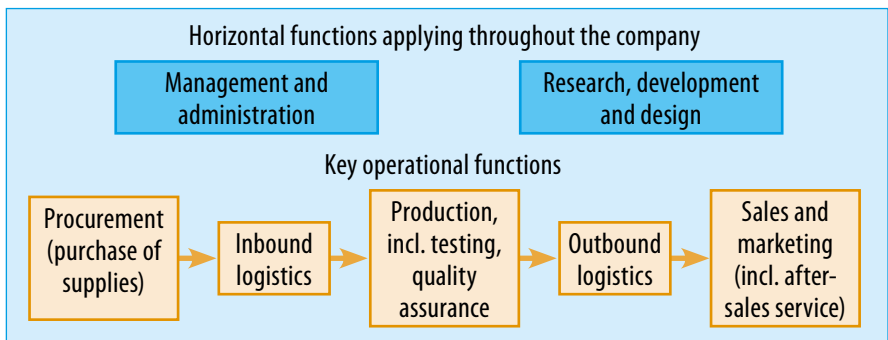 Horizontal functions applying throughout the company
Management and
administration
Research, development
and design
Key operational functions
Procurement
(purchase of
supplies)
Inbound
logistics
Production,
incl. testing,
quality
assurance
Outbound
logistics
Sales and
marketing
(incl. after-
sales service)